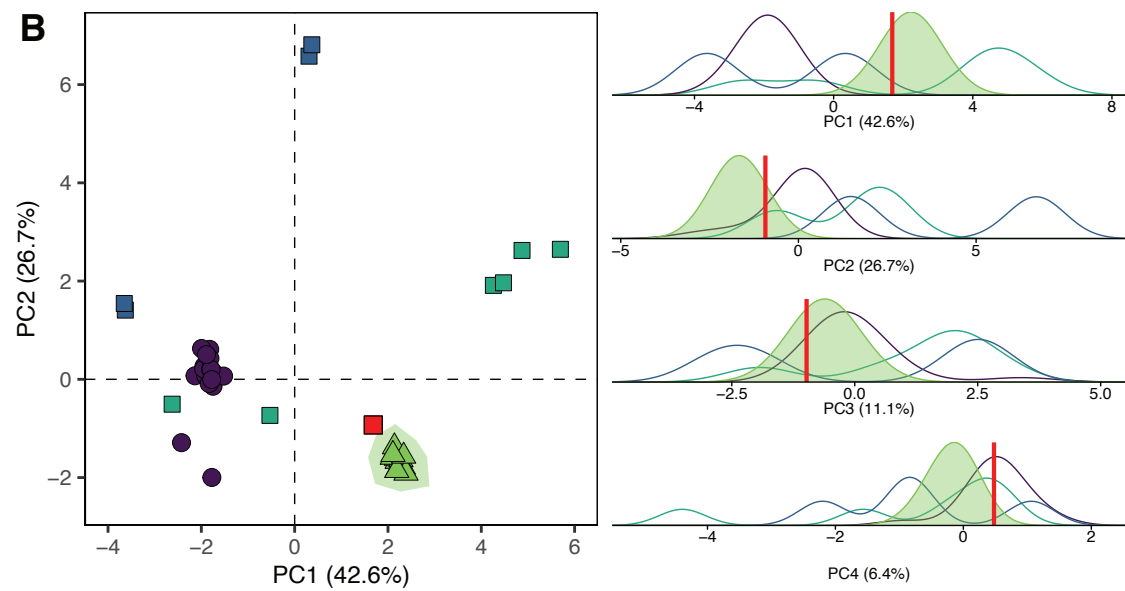 B
6
4
2
0
−2
−4 −2 0 2 4 6
PC1 (42.6%)
PC2 (26.7%)
−4 0 4 8
PC1 (42.6%)
−5 0 5
PC2 (26.7%)
−2.5 0.0 2.5 5.0
PC3 (11.1%)
−4 −2 0 2
PC4 (6.4%)